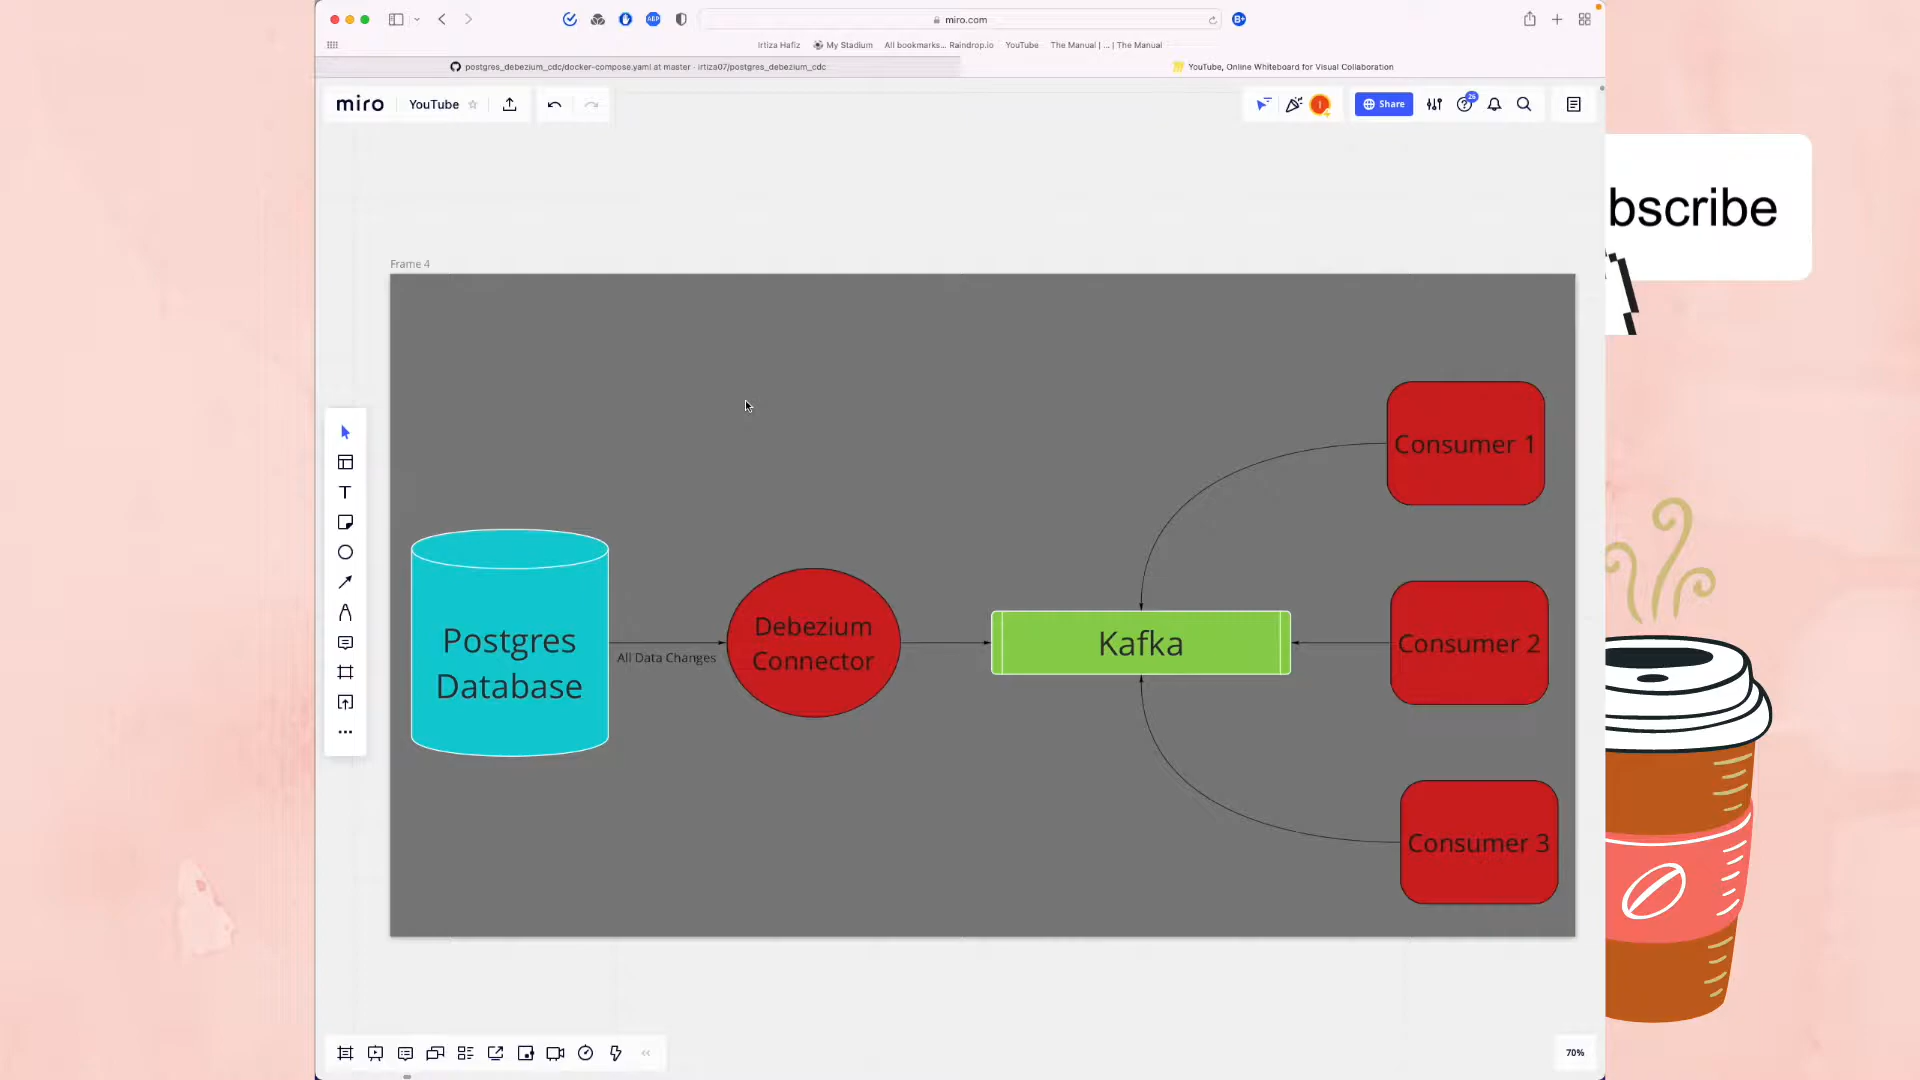 miro.com
Irtiza Hafiz
My Stadium
All bookmarks... Raindrop.io
YouTube
The Manual | ... | The Manual
postgres_debezium_cdc/docker-compose.yaml at master · irtiza07/postgres_debezium_cdc
YouTube, Online Whiteboard for Visual Collaboration
miro
YouTube
Share
26
bscribe
Frame 4
Consumer 1
Postgres
Database
All Data Changes
Debezium
Connector
Kafka
Consumer 2
Consumer 3
70%